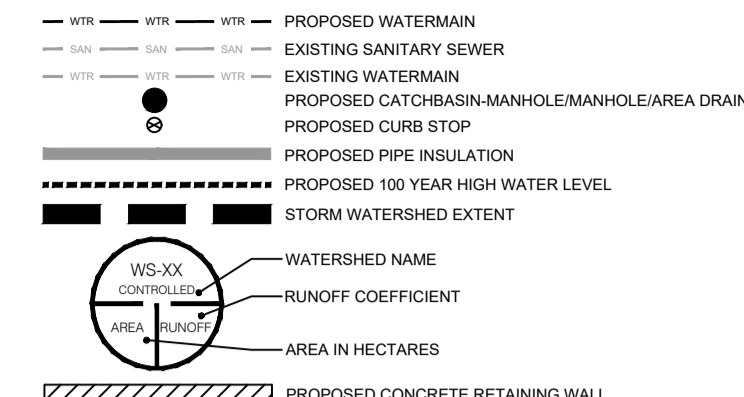 WTR WTR WTR PROPOSED WATERMAIN
SAN SAN SAN EXISTING SANITARY SEWER
WTR WTR WTR EXISTING WATERMAIN
PROPOSED CATCHBASIN-MANHOLE/MANHOLE/AREA DRAIN
PROPOSED CURB STOP
PROPOSED PIPE INSULATION
PROPOSED 100 YEAR HIGH WATER LEVEL
STORM WATERSHED EXTENT
WS-XX
CONTROLLED
AREA RUNOFF
WATERSHED NAME
RUNOFF COEFFICIENT
AREA IN HECTARES
PROPOSED CONCRETE RETAINING WALL